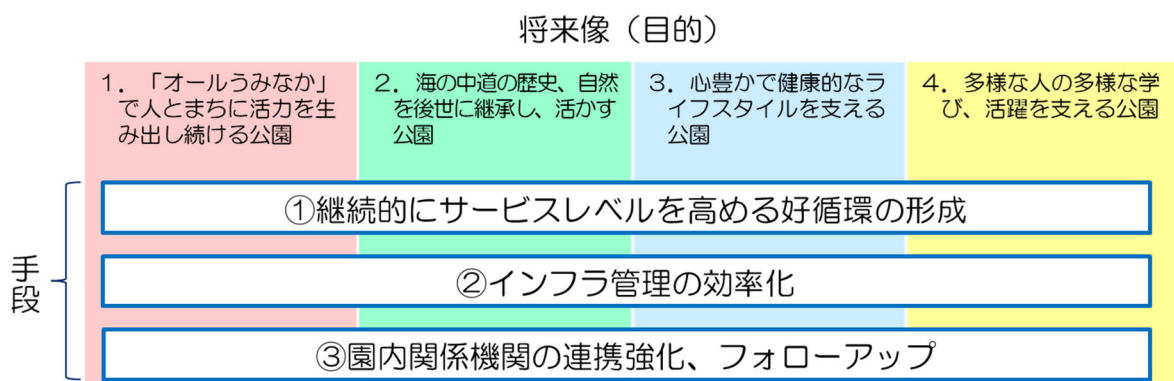 将来像（目的）
1．「オールうみなか」
で人とまちに活力を生
み出し続ける公園
2．海の中道の歴史、自然
を後世に継承し、活かす
公園
3．心豊かで健康的なラ
イフスタイルを支える
公園
4．多様な人の多様な学
び、活躍を支える公園
手段
①継続的にサービスレベルを高める好循環の形成
②インフラ管理の効率化
③園内関係機関の連携強化、フォローアップ